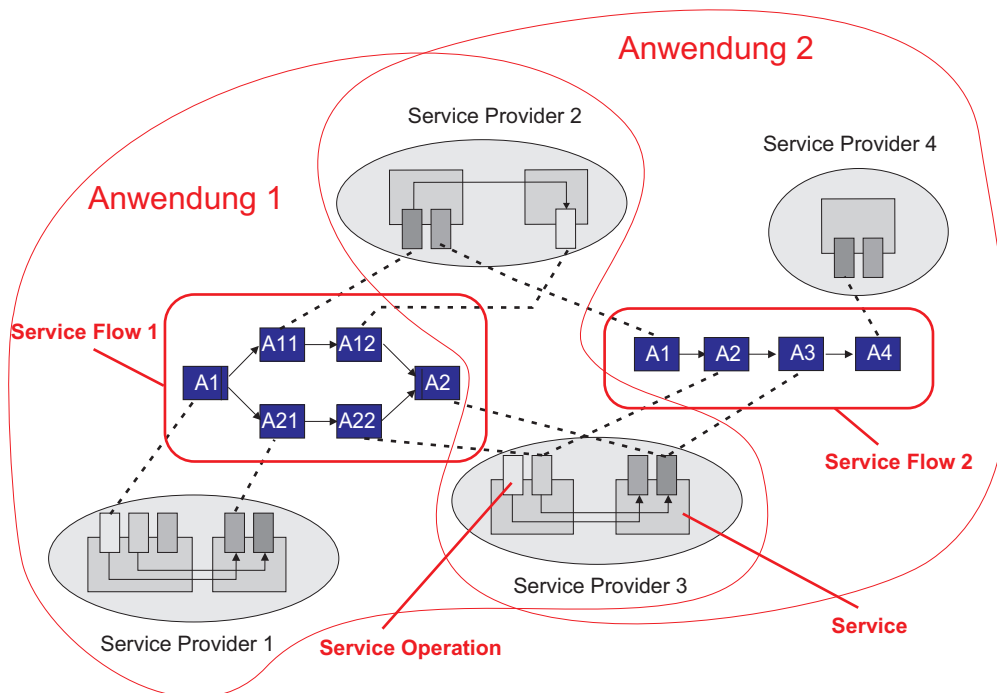 Anwendung 2
Service Provider 2
Service Provider 4
Anwendung 1
Service Flow 1
A11
A12
A1
A2
A21
A22
A1
A2
A3
A4
Service Flow 2
Service Provider 3
Service Provider 1
Service Operation
Service